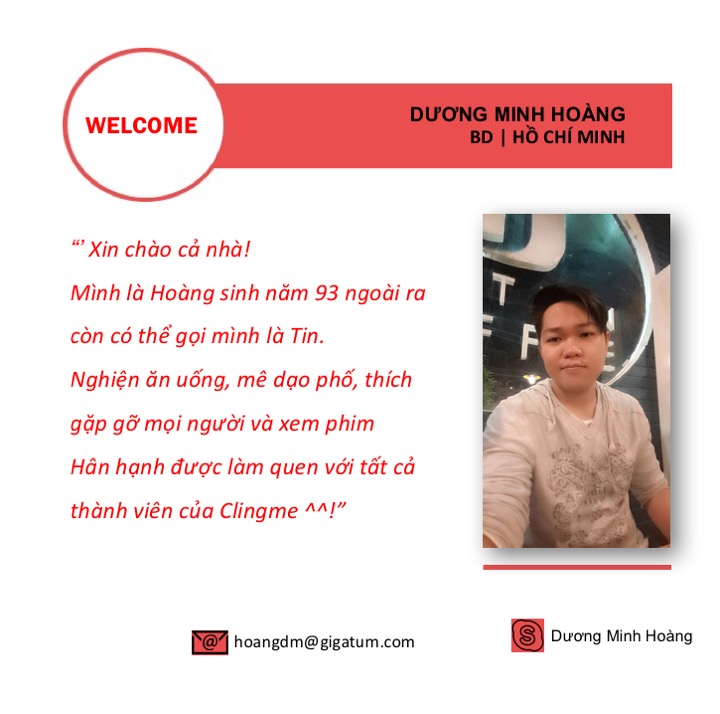 WELCOME
DƯƠNG MINH HOÀNG
BD | HỒ CHÍ MINH
“’ Xin chào cả nhà!
Mình là Hoàng sinh năm 93 ngoài ra
còn có thể gọi mình là Tin.
Nghiện ăn uống, mê dạo phố, thích
gặp gỡ mọi người và xem phim
Hân hạnh được làm quen với tất cả
thành viên của Clingme ^^!”
hoangdm@gigatum.com
Dương Minh Hoàng